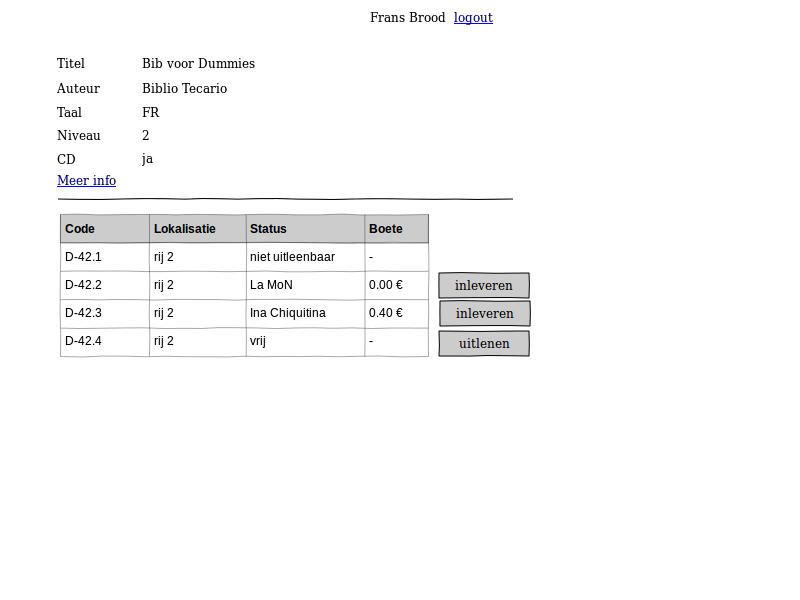 Frans Brood logout
Titel Bib voor Dummies
Auteur Biblio Tecario
Taal FR
Niveau 2
CD ja
Meer info
Code Lokalisatie Status Boete
D-42.1 rij 2 niet uitleenbaar -
D-42.2 rij 2 La MoN 0.00 € inleveren
D-42.3 rij 2 Ina Chiquitina 0.40 € inleveren
D-42.4 rij 2 vrij - uitlenen